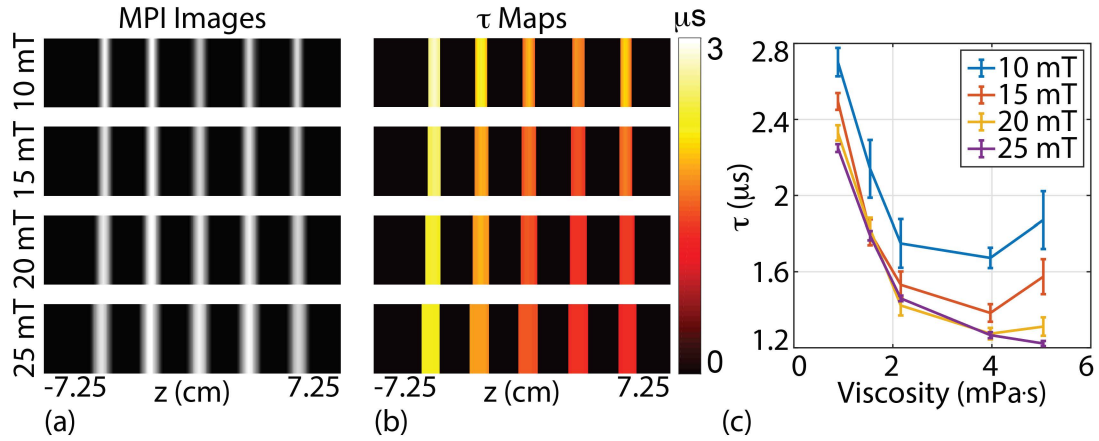 MPI Images
10 mT
15 mT
20 mT
25 mT
-7.25 z (cm) 7.25
(a)
τ Maps
μs
3
0
-7.25 z (cm) 7.25
(b)
2.8
2.4
2
1.6
1.2
τ (μs)
0 2 4 6
Viscosity (mPa·s)
10 mT
15 mT
20 mT
25 mT
(c)